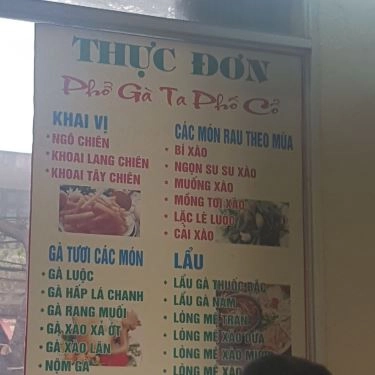 THỰC ĐƠN
Phở Gà Ta Phố Cổ
KHAI VỊ
• NGÔ CHIÊN
• KHOAI LANG CHIÊN
• KHOAI TÂY CHIÊN
GÀ TƯƠI CÁC MÓN
• GÀ LUỘC
• GÀ HẤP LÁ CHANH
• GÀ RANG MUỐI
• GÀ XÀO XẢ ỚT
• GÀ XÀO LĂN
• NỘM GÀ
CÁC MÓN RAU THEO MÙA
• BÍ XÀO
• NGỌN SU SU XÀO
• MUỐNG XÀO
• MỒNG TƠI XÀO
• LẶC LÈ LUỘC
• CẢI XÀO
LẨU
• LẨU GÀ THUỐC BẮC
• LẨU GÀ NẤM
• LÒNG MỀ TRẦN
• LÒNG MỀ XÀO DỨA
• LÒNG MỀ XÀO MƯỚP
• LÒNG MỀ XÀO